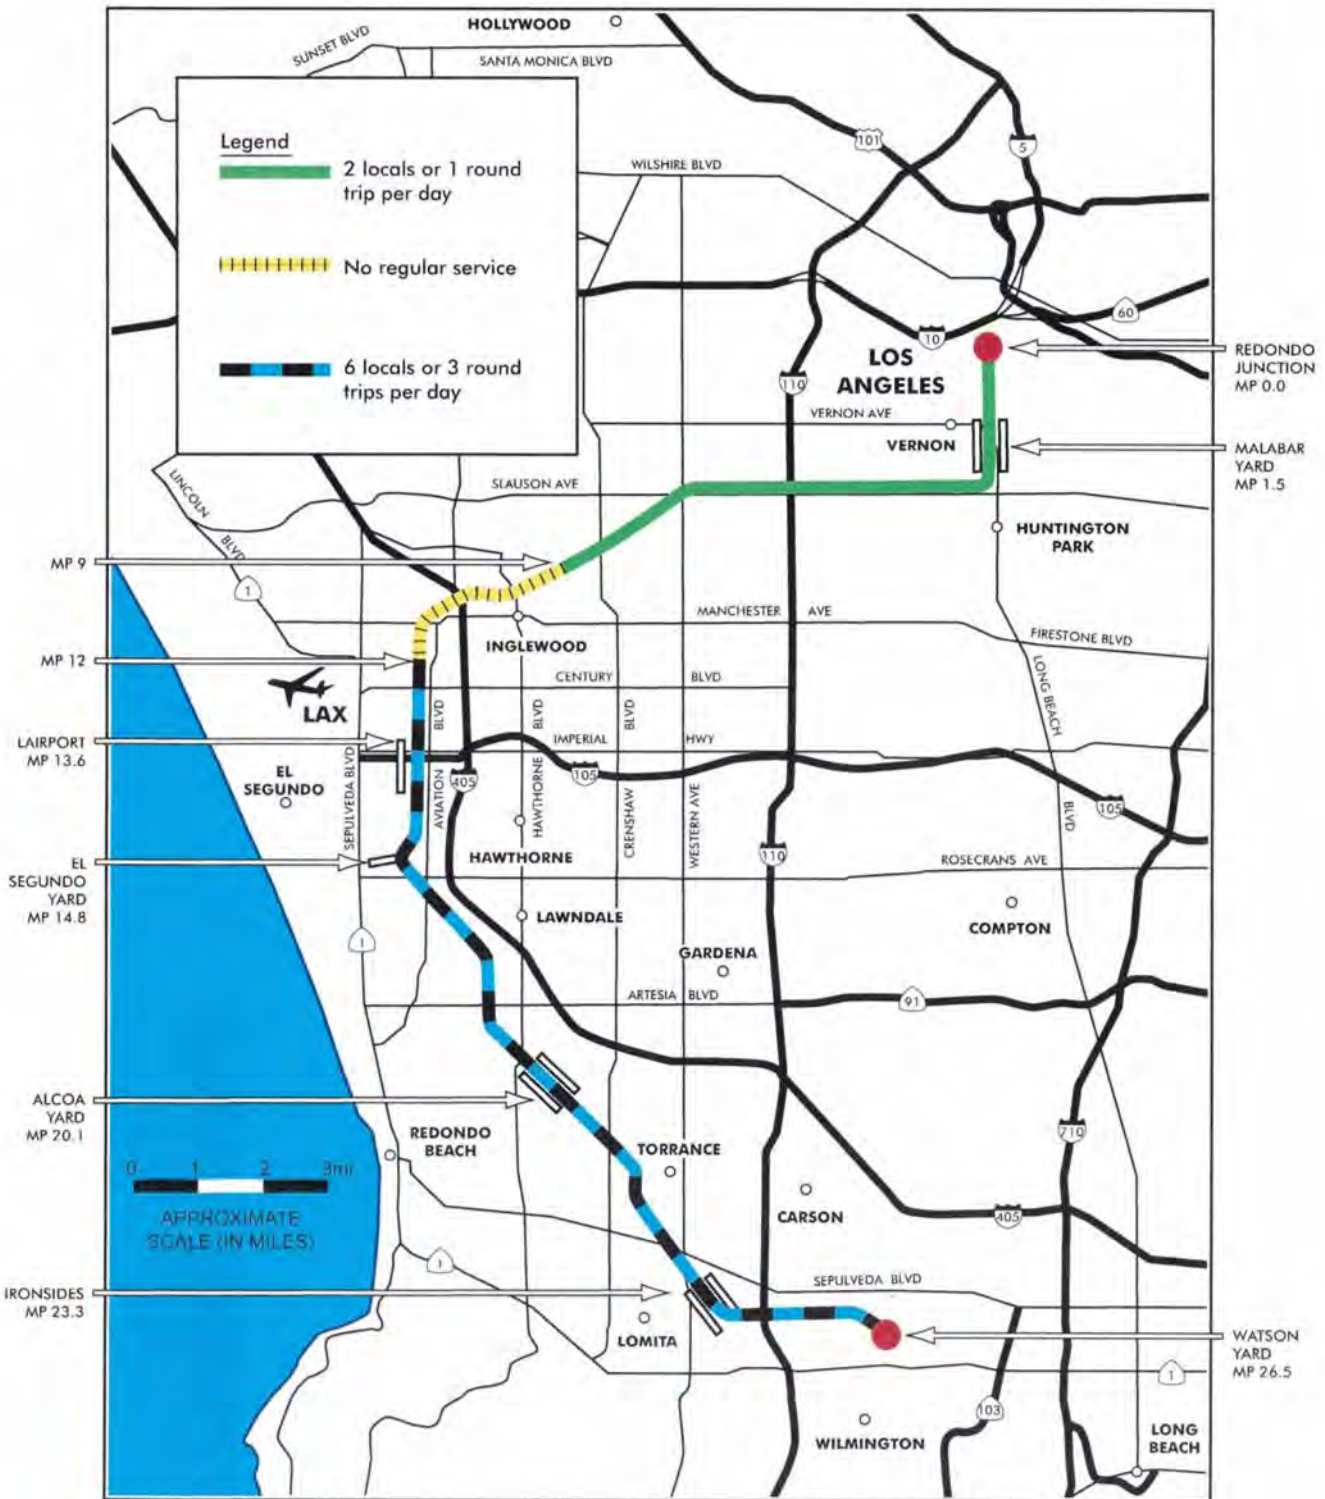 HOLLYWOOD
SUNSET BLVD
SANTA MONICA BLVD
101
5
WILSHIRE BLVD
Legend
2 locals or 1 round
trip per day
No regular service
6 locals or 3 round
trips per day
60
10
LOS
ANGELES
REDONDO
JUNCTION
MP 0.0
110
VERNON AVE
VERNON
MALABAR
YARD
MP 1.5
LINCOLN
BLVD
SLAUSON AVE
HUNTINGTON
PARK
MP 9
1
MANCHESTER AVE
FIRESTONE BLVD
INGLEWOOD
MP 12
CENTURY BLVD
LAX
LONG BEACH
BLVD
LAIRPORT
MP 13.6
SEPULVEDA BLVD
AVIATION BLVD
HAWTHORNE BLVD
CRENSHAW BLVD
WESTERN AVE
IMPERIAL HWY
EL
SEGUNDO
405
105
105
EL
SEGUNDO
YARD
MP 14.8
HAWTHORNE
110
ROSECRANS AVE
LAWNDALE
COMPTON
1
GARDENA
ARTESIA BLVD
91
ALCOA
YARD
MP 20.1
REDONDO
BEACH
TORRANCE
710
0 1 2 3mi
APPROXIMATE
SCALE (IN MILES)
CARSON
405
1
IRONSIDES
MP 23.3
SEPULVEDA BLVD
LOMITA
WATSON
YARD
MP 26.5
1
103
WILMINGTON
LONG
BEACH